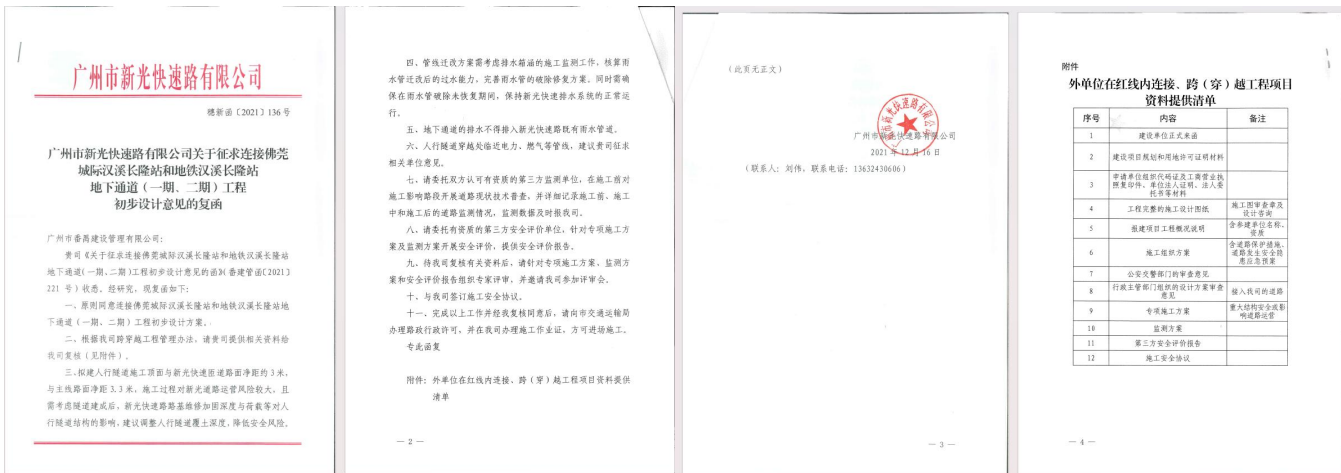 广州市新光快速路有限公司
穗新函〔2021〕136号
广州市新光快速路有限公司关于征求连接佛莞
城际汉溪长隆站和地铁汉溪长隆站
地下通道（一期、二期）工程
初步设计意见的复函
广州市番禺建设管理有限公司：
贵司《关于征求连接佛莞城际汉溪长隆站和地铁汉溪长隆站
地下通道（一期、二期）工程初步设计意见的函》（番建管函〔2021〕
221号）收悉。经研究，现复函如下：
一、原则同意连接佛莞城际汉溪长隆站和地铁汉溪长隆站地
下通道（一期、二期）工程初步设计方案。
二、根据我司跨穿越工程管理办法，请贵司提供相关资料给
我司复核（见附件）。
三、拟建人行隧道施工顶面与新光快速匝道路面净距约3米，
与主线路面净距3.3米，施工过程对新光道路运营风险较大，且
需考虑隧道建成后，新光快速路路基维修加固深度与荷载等对人
行隧道结构的影响，建议调整人行隧道覆土深度，降低安全风险。
四、管线迁改方案需考虑排水箱涵的施工监测工作，核算雨
水管迁改后的过水能力，完善雨水管的破除修复方案。同时需确
保在雨水管破除未恢复期间，保持新光快速排水系统的正常运
行。
五、地下通道的排水不得排入新光快速路既有雨水管道。
六、人行隧道穿越处临近电力、燃气等管线，建议贵司征求
相关单位意见。
七、请委托双方认可有资质的第三方监测单位，在施工前对
施工影响路段开展道路现状技术普查，并详细记录施工前、施工
中和施工后的道路监测情况，监测数据及时报我司。
八、请委托有资质的第三方安全评价单位，针对专项施工方
案及监测方案开展安全评价，提供安全评价报告。
九、待我司复核有关资料后，请针对专项施工方案、监测方
案和安全评价报告组织专家评审，并邀请我司参加评审会。
十、与我司签订施工安全协议。
十一、完成以上工作并经我复核同意后，请向市交通运输局
办理路政行政许可，并在我司办理施工作业证，方可进场施工。
专此函复
附件：外单位在红线内连接、跨（穿）越工程项目资料提供
清单
— 2 —
（此页无正文）
广州市新光快速路有限公司
2021年12月16日
（联系人：刘伟，联系电话：13632430606）
— 3 —
附件
外单位在红线内连接、跨（穿）越工程项目
资料提供清单
序号 内容 备注
1 建设单位正式来函
2 建设项目规划和用地许可证明材料
3 申请单位组织代码证及工商营业执
照复印件、单位法人证明、法人委
托书等材料
4 工程完整的施工设计图纸 施工图审查章及
设计咨询
5 报建项目工程概况说明 含参建单位名称、
资质
6 施工组织方案 含道路保护措施、
道路发生安全隐
患应急预案
7 公安交警部门的审查意见
8 行政主管部门组织的设计方案审查
意见 接入我司的道路
9 专项施工方案 重大结构安全或影
响道路运营
10 监测方案
11 第三方安全评价报告
12 施工安全协议
— 4 —